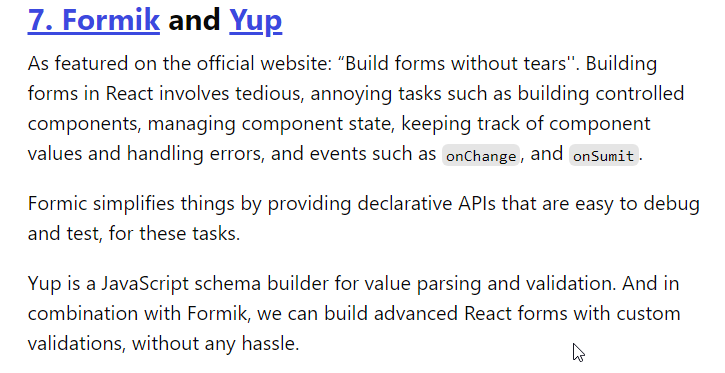 7. Formik and Yup
As featured on the official website: “Build forms without tears''. Building
forms in React involves tedious, annoying tasks such as building controlled
components, managing component state, keeping track of component
values and handling errors, and events such as onChange, and onSumit.
Formic simplifies things by providing declarative APIs that are easy to debug
and test, for these tasks.
Yup is a JavaScript schema builder for value parsing and validation. And in
combination with Formik, we can build advanced React forms with custom
validations, without any hassle.